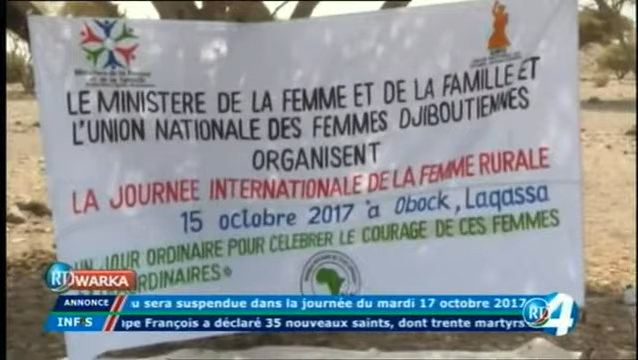 LE MINISTERE DE LA FEMME ET DE LA FAMILLE ET
L'UNION NATIONALE DES FEMMES DJIBOUTIENNES
ORGANISENT
LA JOURNEE INTERNATIONALE DE LA FEMME RURALE
15 octobre 2017 à Obock, Laqassa
UN JOUR ORDINAIRE POUR CELEBRER LE COURAGE DE CES FEMMES
RT WARKA
ANNONCE u sera suspendue dans la journée du mardi 17 octobre 2017
INFOS pe François a déclaré 35 nouveaux saints, dont trente martyrs
RT 4